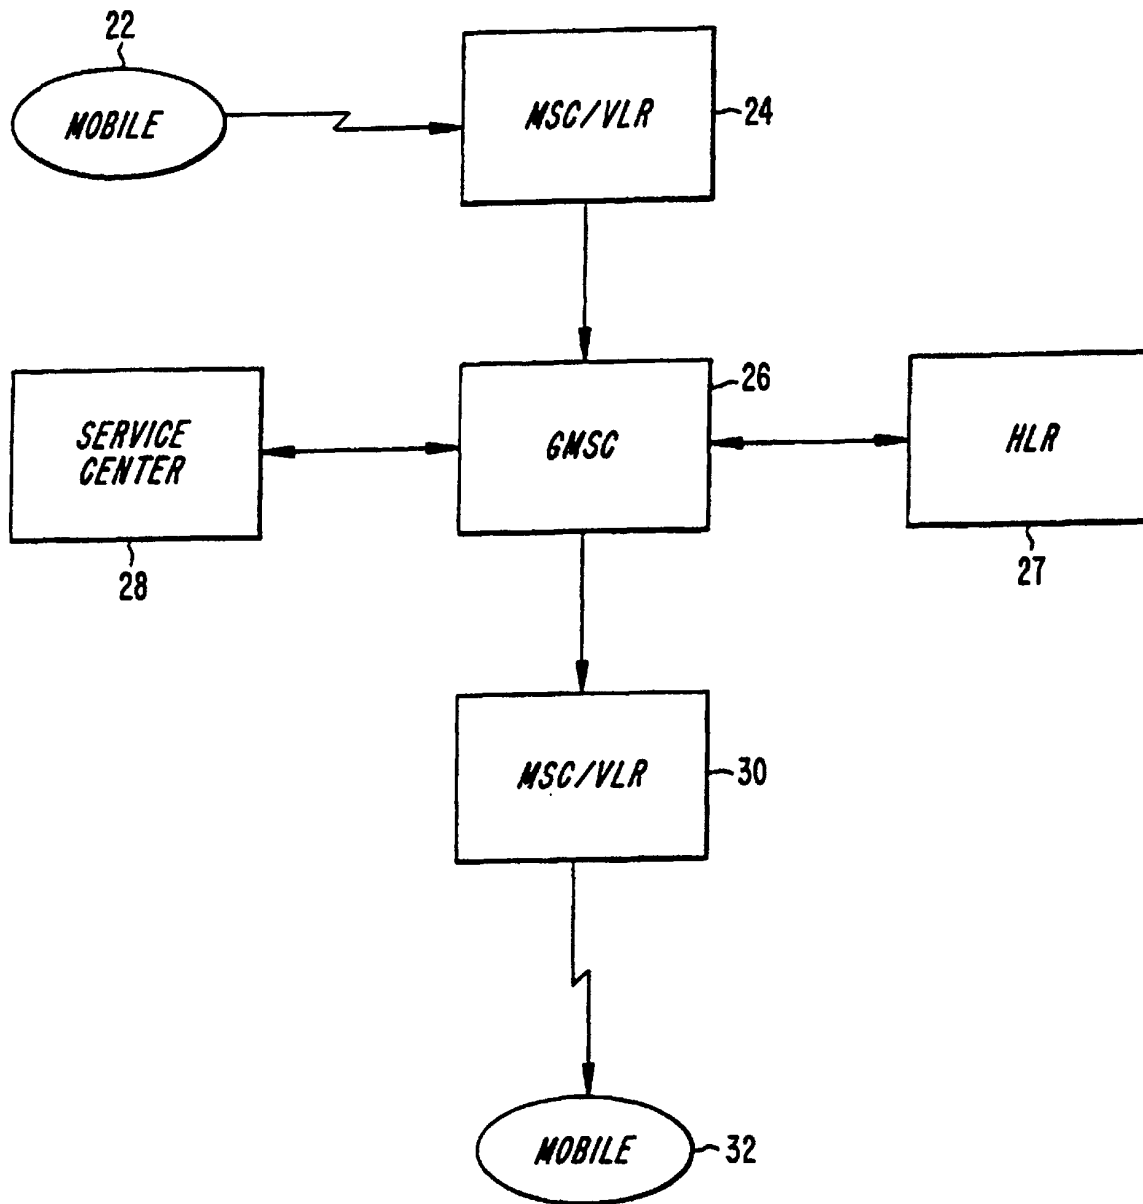 22
MOBILE
MSC/VLR
24
26
SERVICE
CENTER
GMSC
HLR
28
27
MSC/VLR
30
MOBILE
32